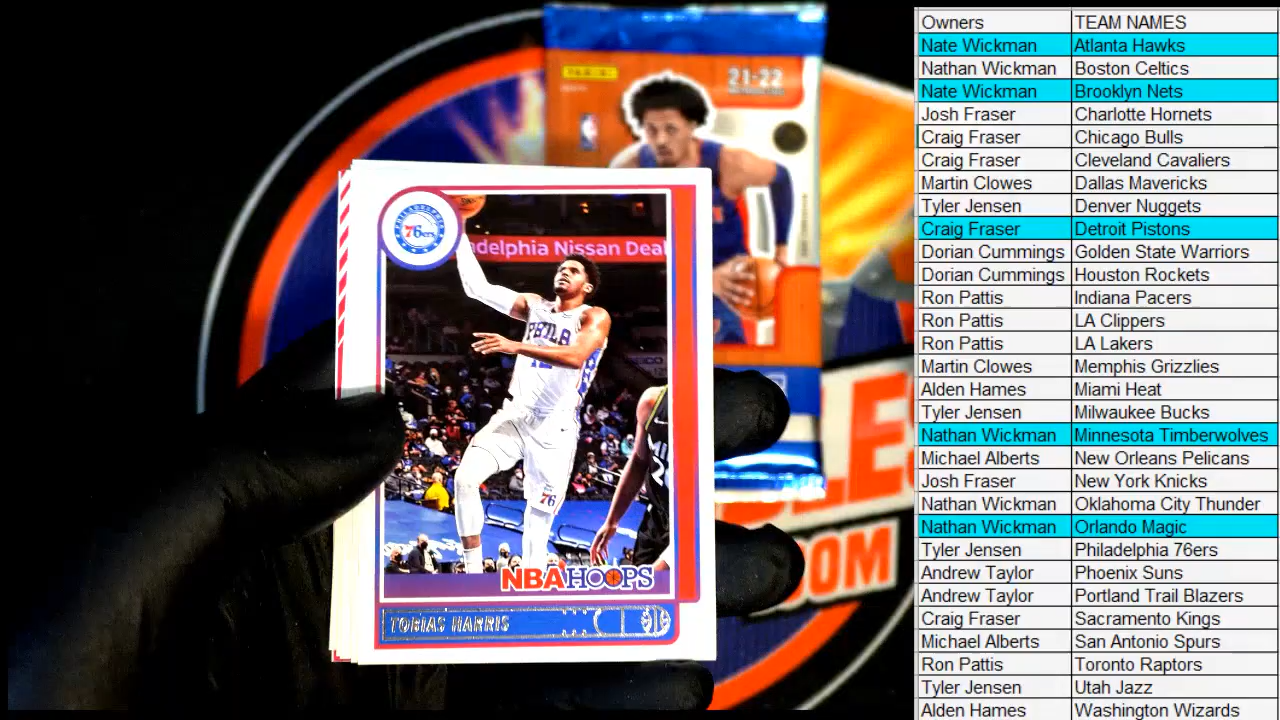 PANINI
21-22
PHILADELPHIA
76ers
adelphia Nissan Deal
PHILA
12
76
NBA HOOPS
TOBIAS HARRIS
LES
COM
Owners TEAM NAMES
Nate Wickman Atlanta Hawks
Nathan Wickman Boston Celtics
Nate Wickman Brooklyn Nets
Josh Fraser Charlotte Hornets
Craig Fraser Chicago Bulls
Craig Fraser Cleveland Cavaliers
Martin Clowes Dallas Mavericks
Tyler Jensen Denver Nuggets
Craig Fraser Detroit Pistons
Dorian Cummings Golden State Warriors
Dorian Cummings Houston Rockets
Ron Pattis Indiana Pacers
Ron Pattis LA Clippers
Ron Pattis LA Lakers
Martin Clowes Memphis Grizzlies
Alden Hames Miami Heat
Tyler Jensen Milwaukee Bucks
Nathan Wickman Minnesota Timberwolves
Michael Alberts New Orleans Pelicans
Josh Fraser New York Knicks
Nathan Wickman Oklahoma City Thunder
Nathan Wickman Orlando Magic
Tyler Jensen Philadelphia 76ers
Andrew Taylor Phoenix Suns
Andrew Taylor Portland Trail Blazers
Craig Fraser Sacramento Kings
Michael Alberts San Antonio Spurs
Ron Pattis Toronto Raptors
Tyler Jensen Utah Jazz
Alden Hames Washington Wizards